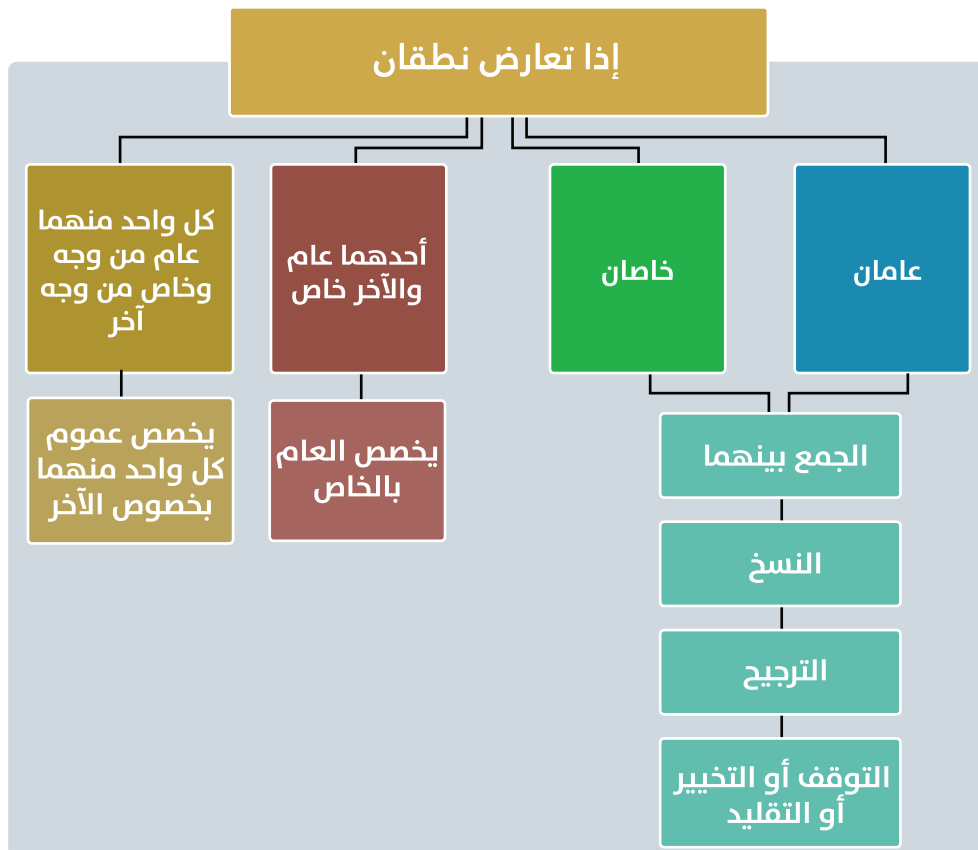 إذا تعارض نطقان
عامان
خاصان
أحدهما عام
والآخر خاص
كل واحد منهما
عام من وجه
وخاص من وجه
آخر
الجمع بينهما
النسخ
الترجيح
التوقف أو التخيير
أو التقليد
يخصص العام
بالخاص
يخصص عموم
كل واحد منهما
بخصوص الآخر